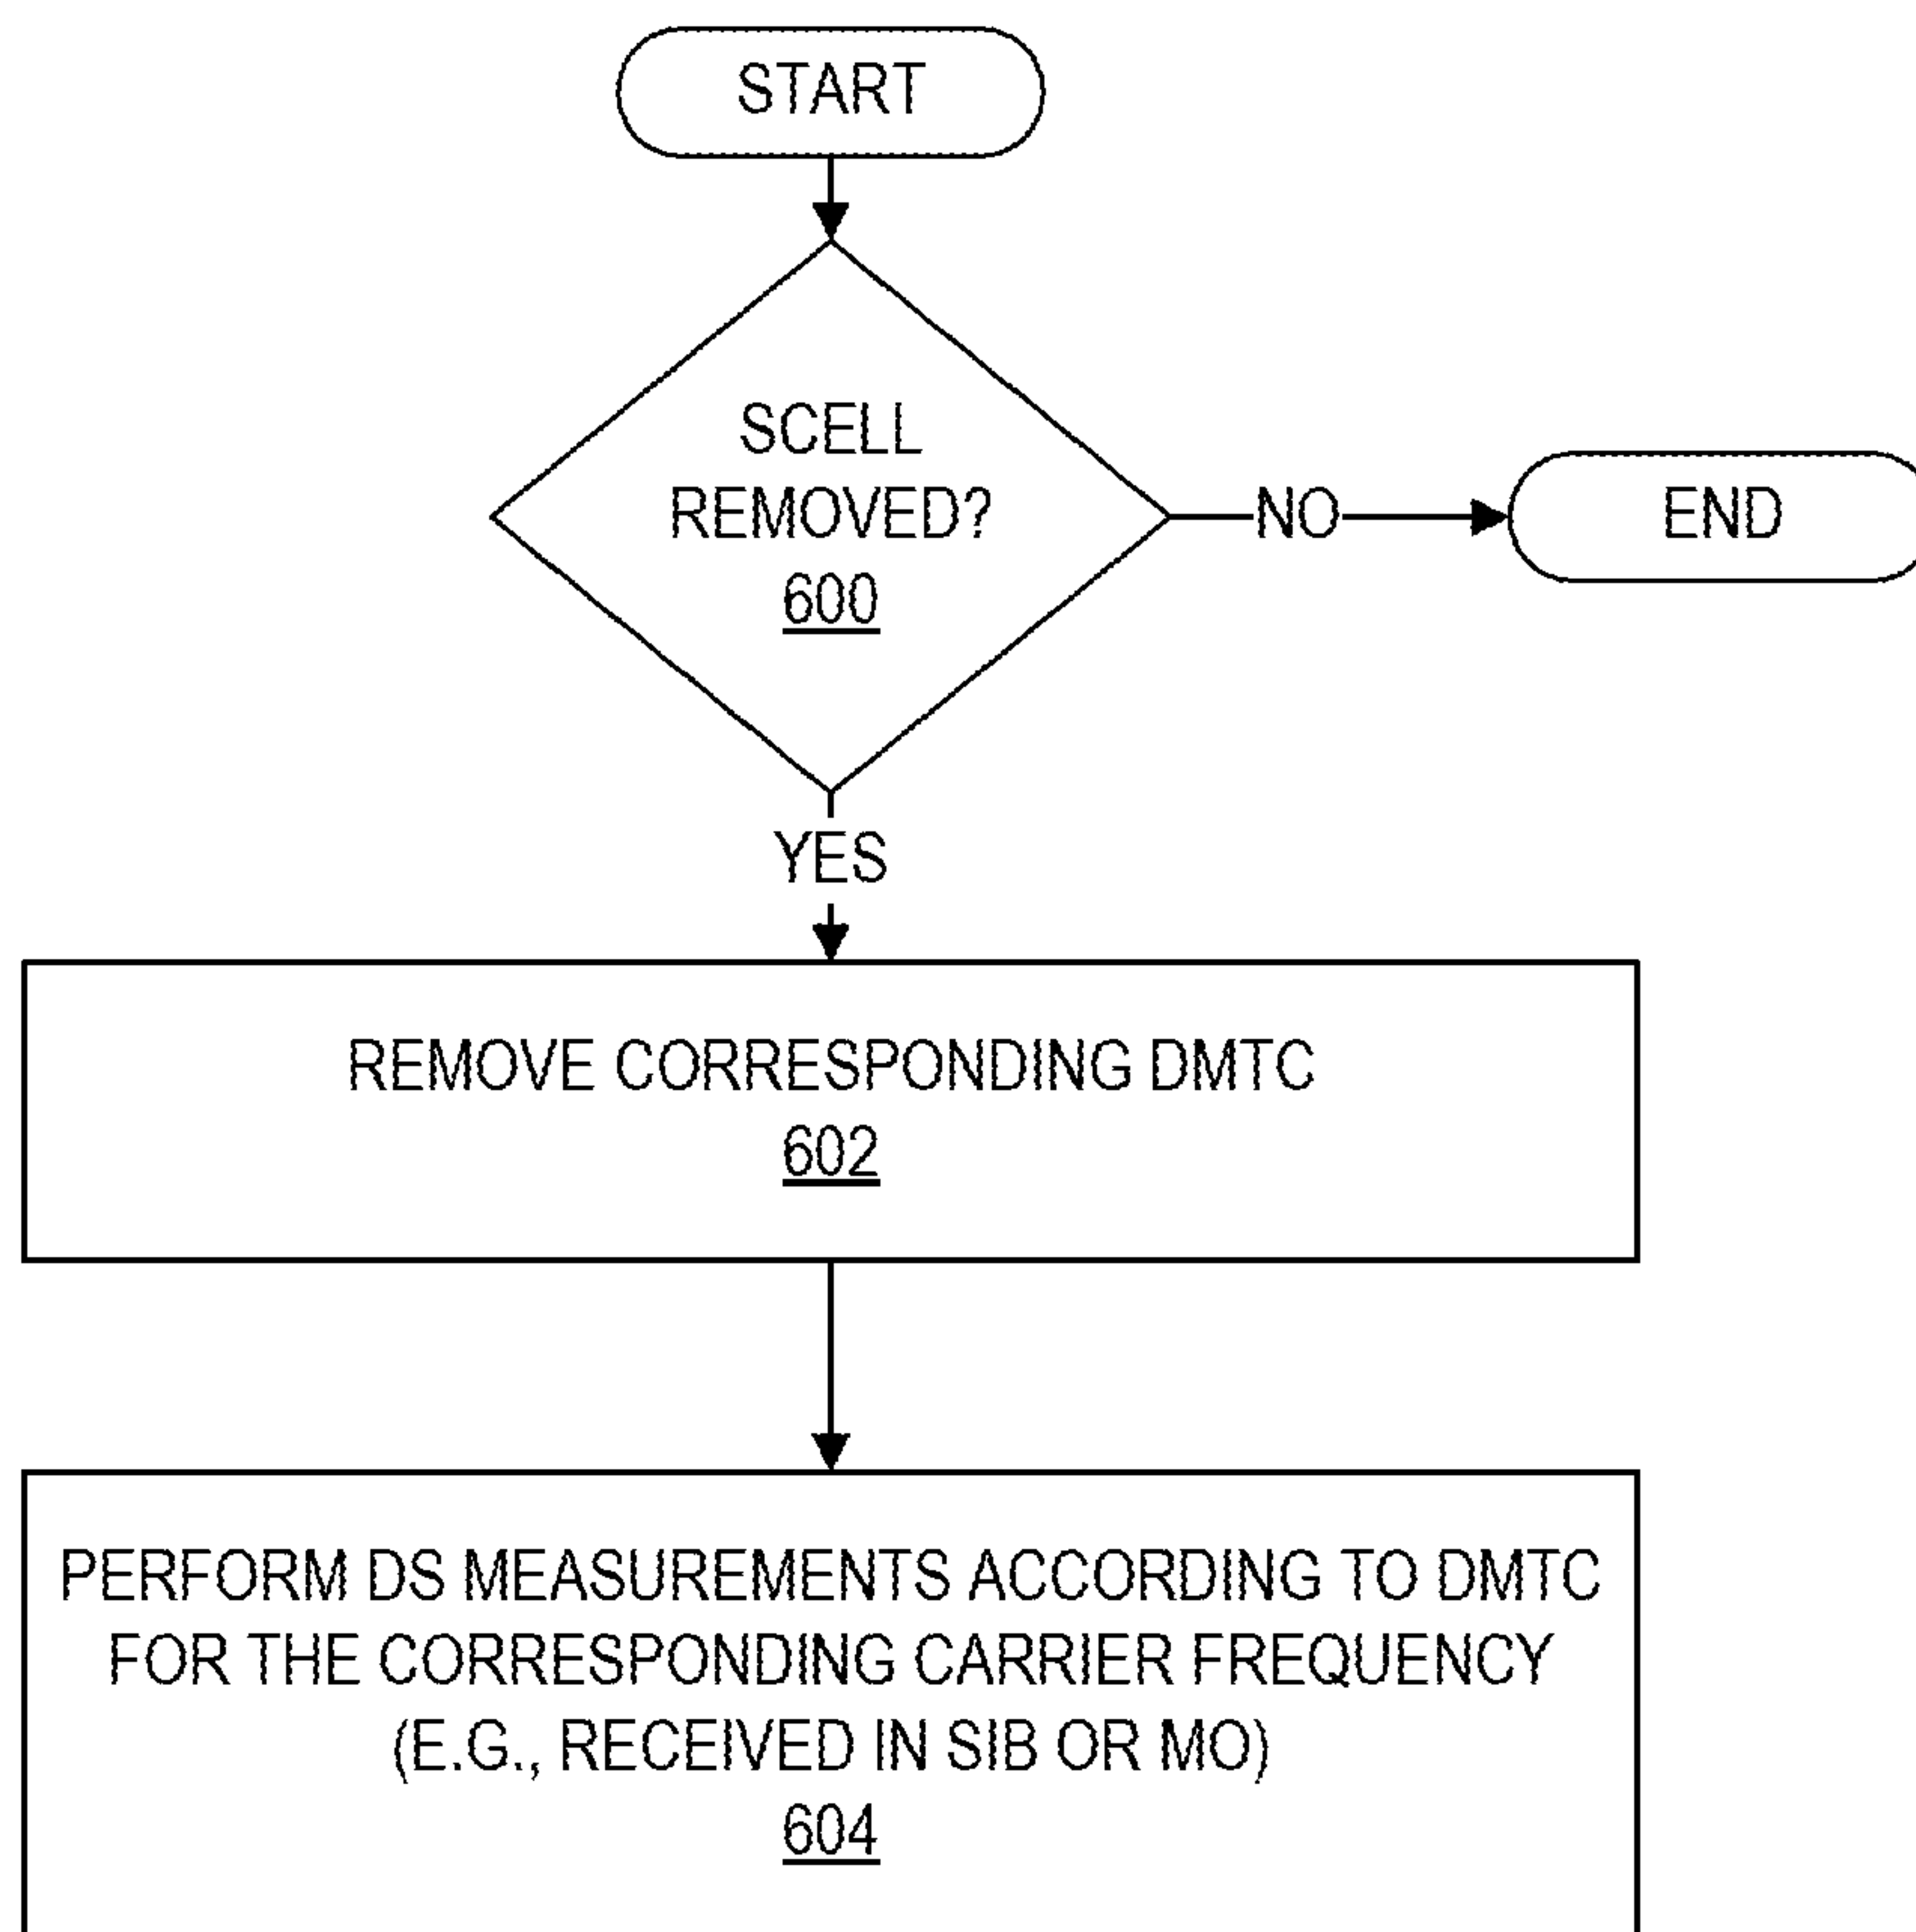 START
SCELL
REMOVED?
600
NO
END
YES
REMOVE CORRESPONDING DMTC
602
PERFORM DS MEASUREMENTS ACCORDING TO DMTC
FOR THE CORRESPONDING CARRIER FREQUENCY
(E.G., RECEIVED IN SIB OR MO)
604